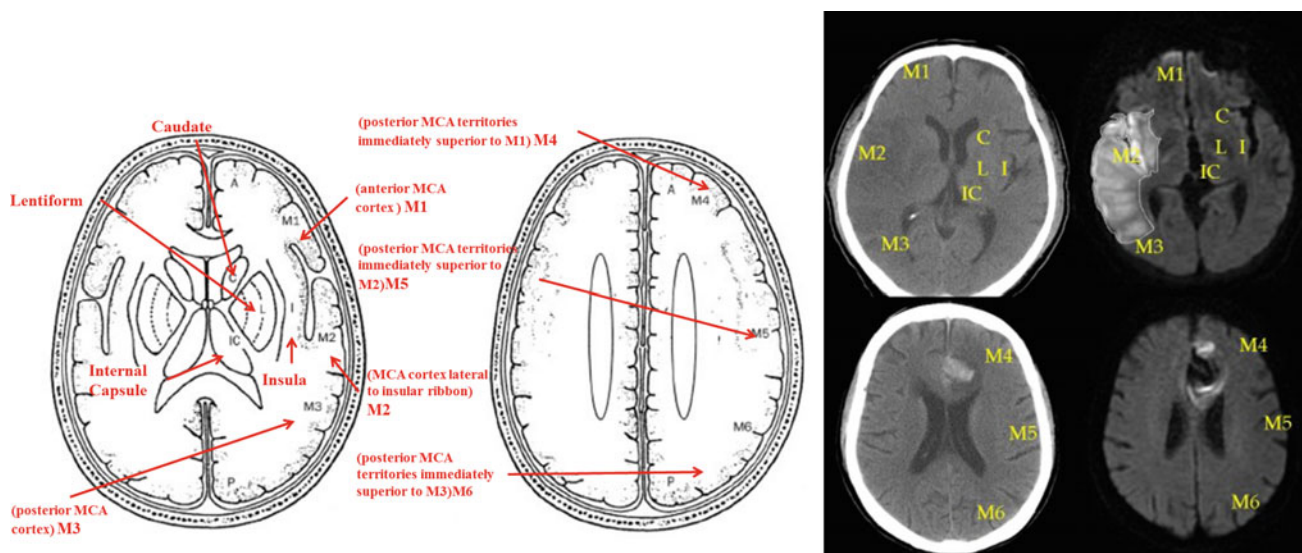 Caudate
Lentiform
A
M1
C
L
I
IC
M2
M3
P
Internal
Capsule
Insula
(MCA cortex lateral
to insular ribbon)
M2
(posterior MCA
cortex) M3
(posterior MCA territories
immediately superior to M1) M4
(anterior MCA
cortex ) M1
(posterior MCA territories
immediately superior to
M2)M5
(posterior MCA
territories immediately
superior to M3)M6
A
M4
M5
M6
P
M1
C
M2
L I
IC
M3
M1
C
M2
L I
IC
M3
M4
M5
M6
M4
M5
M6